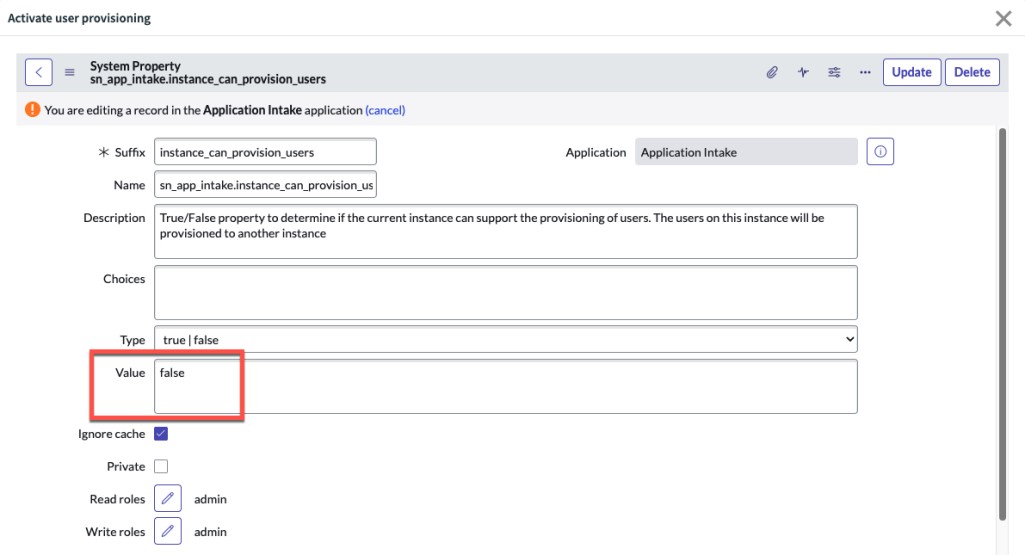 Activate user provisioning
System Property
sn_app_intake.instance_can_provision_users
Update
Delete
You are editing a record in the Application Intake application (cancel)
Suffix
instance_can_provision_users
Application
Application Intake
Name
sn_app_intake.instance_can_provision_us
Description
True/False property to determine if the current instance can support the provisioning of users. The users on this instance will be
provisioned to another instance
Choices
Type
true | false
Value
false
Ignore cache
Private
Read roles
admin
Write roles
admin